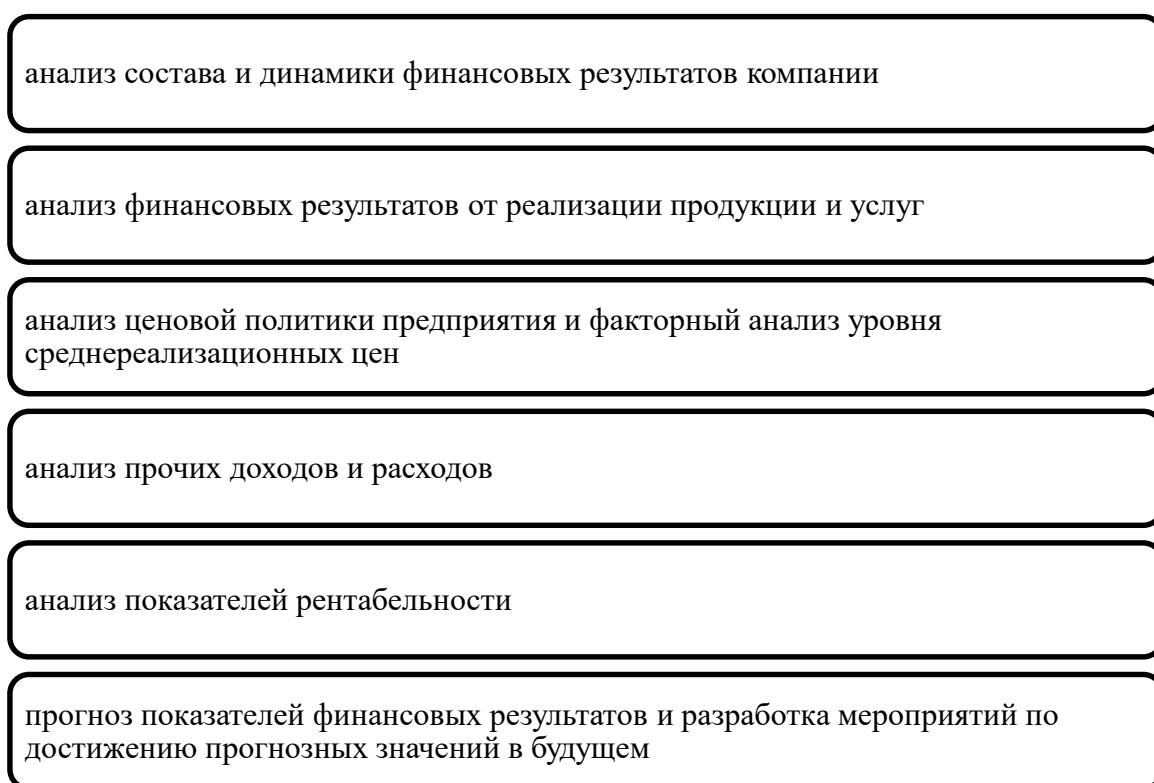 анализ состава и динамики финансовых результатов компании
анализ финансовых результатов от реализации продукции и услуг
анализ ценовой политики предприятия и факторный анализ уровня
среднереализационных цен
анализ прочих доходов и расходов
анализ показателей рентабельности
прогноз показателей финансовых результатов и разработка мероприятий по
достижению прогнозных значений в будущем